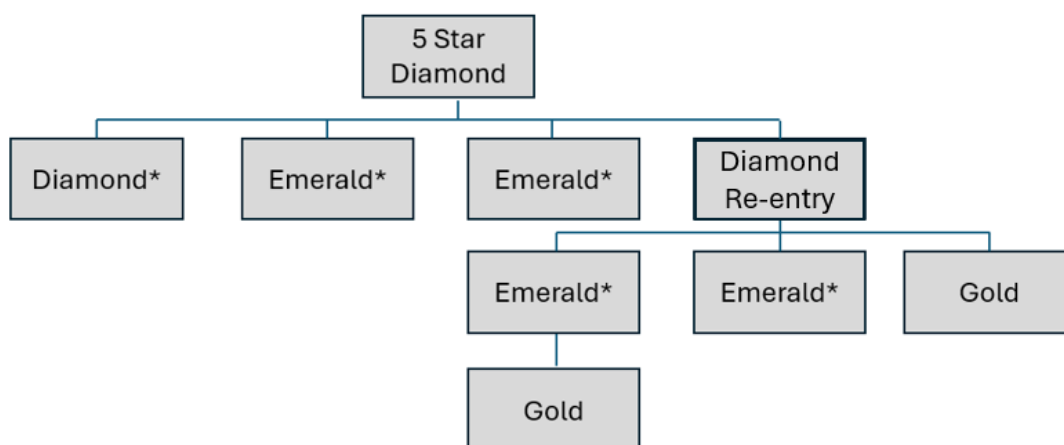 5 Star
Diamond
Diamond*
Emerald*
Emerald*
Diamond
Re-entry
Emerald*
Emerald*
Gold
Gold